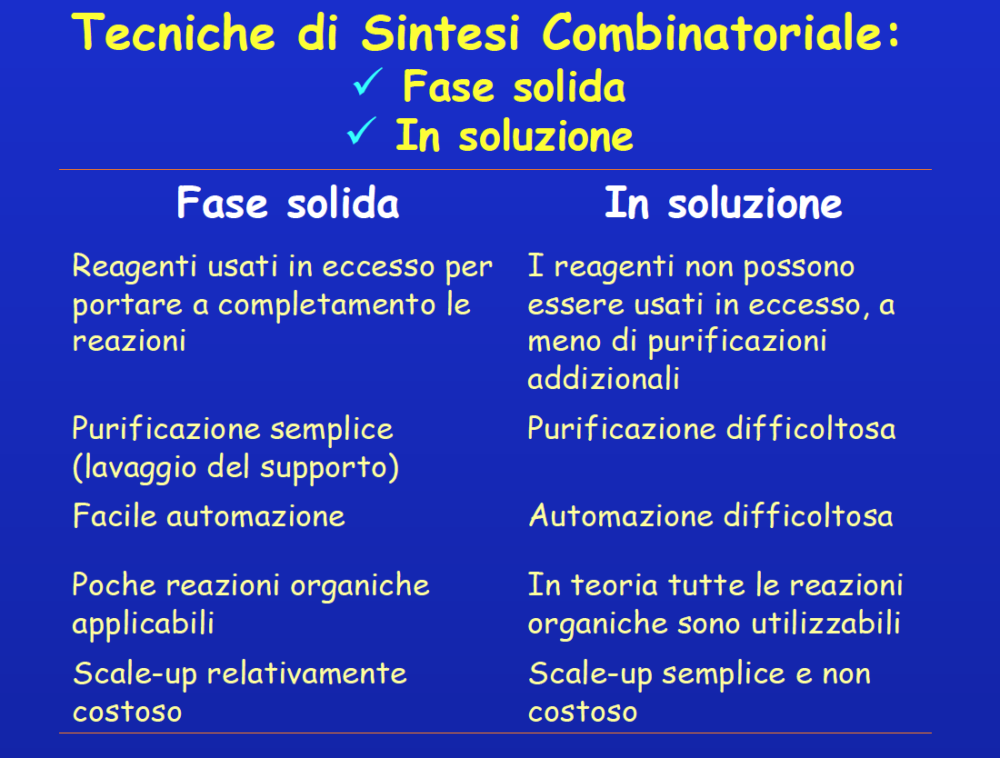 Tecniche di Sintesi Combinatoriale:
✓ Fase solida
✓ In soluzione
Fase solida
In soluzione
Reagenti usati in eccesso per
portare a completamento le
reazioni
I reagenti non possono
essere usati in eccesso, a
meno di purificazioni
addizionali
Purificazione semplice
(lavaggio del supporto)
Purificazione difficoltosa
Facile automazione
Automazione difficoltosa
Poche reazioni organiche
applicabili
In teoria tutte le reazioni
organiche sono utilizzabili
Scale-up relativamente
costoso
Scale-up semplice e non
costoso